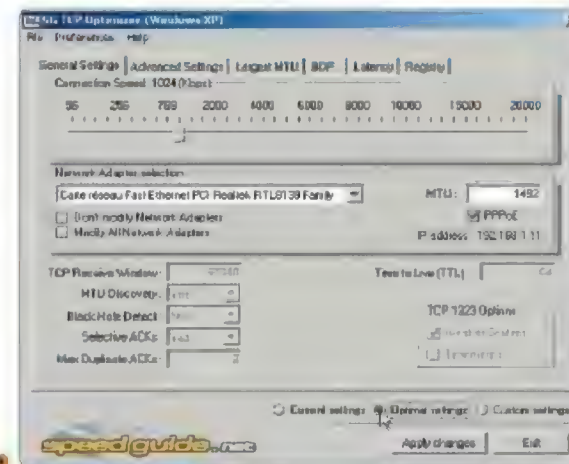 SG TCP Optimizer (Windows XP)
File Preferences Help
General Settings Advanced Settings Largest MTU BDP Latency Registry
Connection Speed: 1024 (Kbps)
56 256 768 2000 4000 6000 8000 10000 15000 20000
Network Adapter selection
Carte réseau Fast Ethernet PCI Realtek RTL8139 Family
MTU: 1492
Don't modify Network Adapters
PPPoE
Modify All Network Adapters
IP address: 192.168.1.11
TCP Receive Window:
Time to Live (TTL) 64
MTU Discovery:
Black Hole Detect
TCP 1323 Options
Selective ACKs
Window Scaling
Max Duplicate ACKs:
Timestamps
Current settings Optimal settings Custom settings
speedguide.net
Apply changes Exit